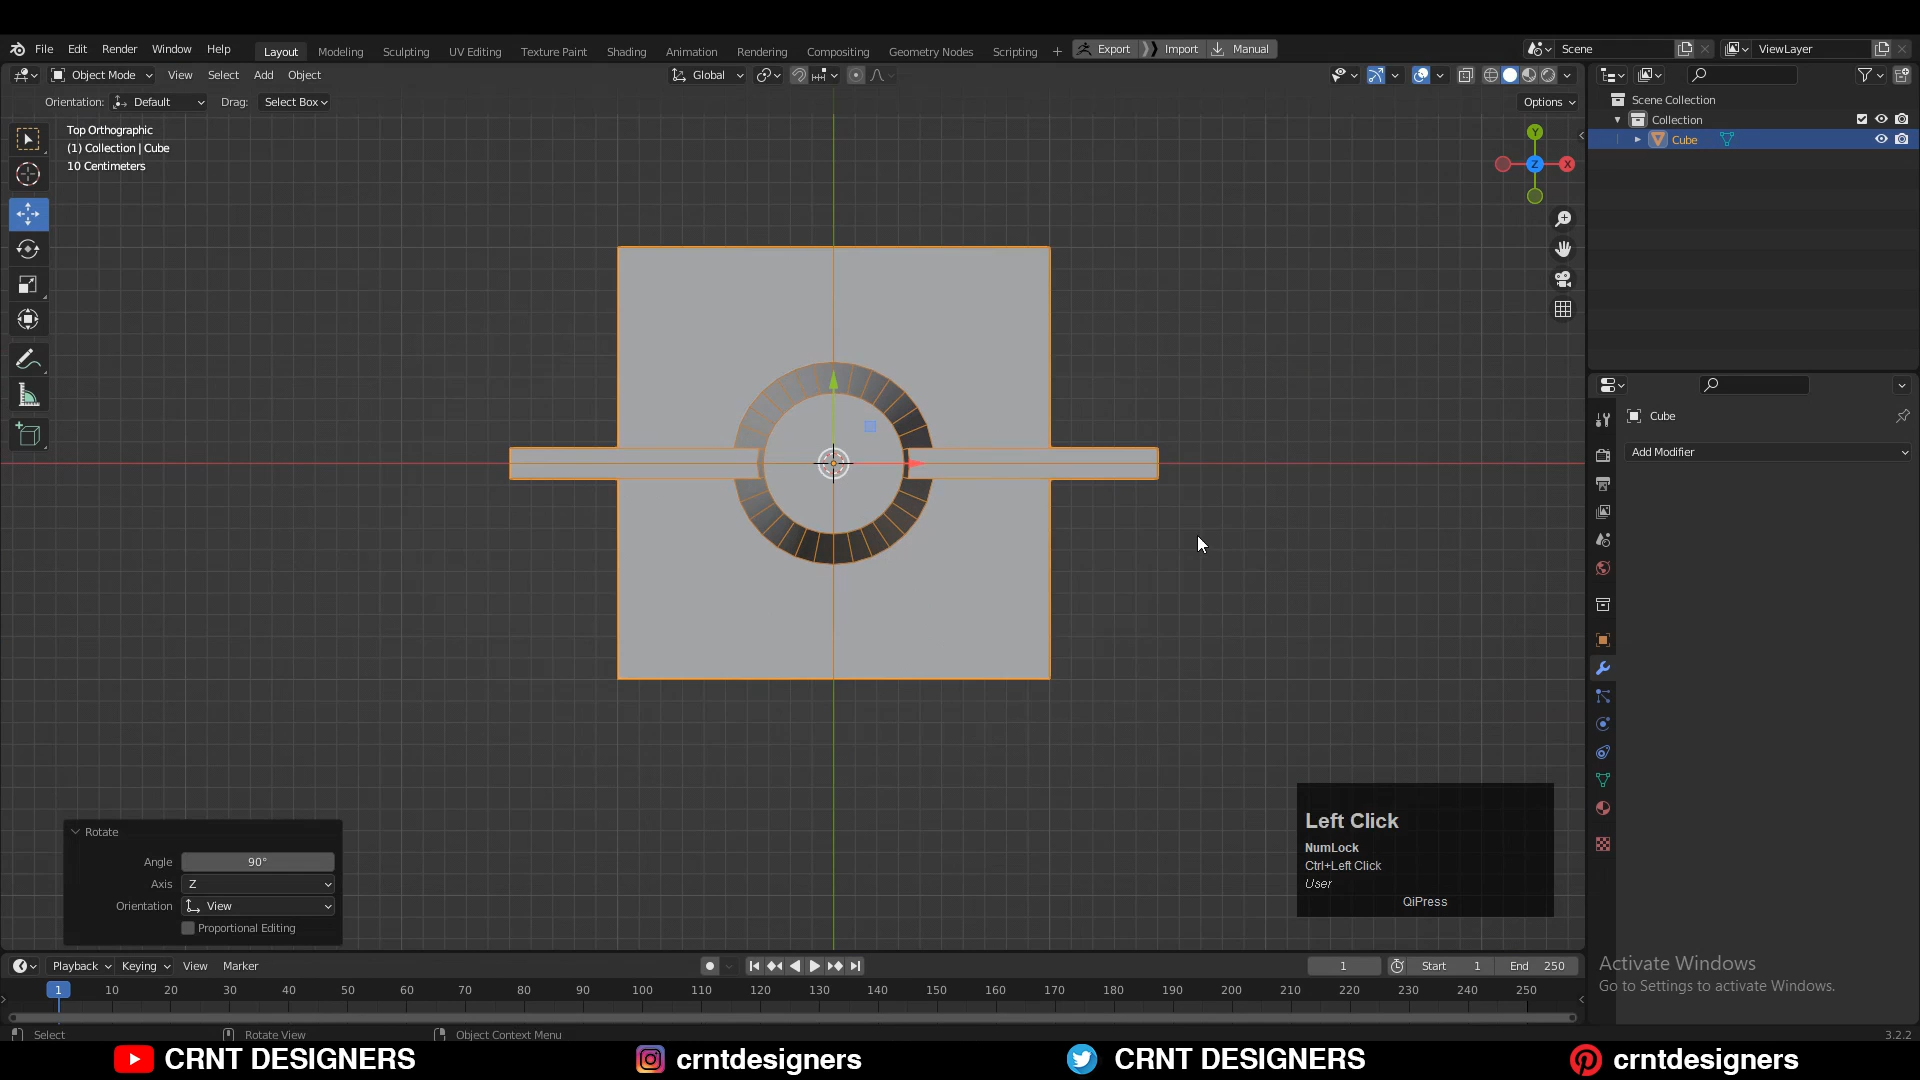 File Edit Render Window Help Layout Modeling Sculpting UV Editing Texture Paint Shading Animation Rendering Compositing Geometry Nodes Scripting + Export Import Manual Scene ViewLayer
Object Mode View Select Add Object Global
Orientation: Default Drag: Select Box Options
Top Orthographic
(1) Collection | Cube
10 Centimeters
Y
X
Z
Scene Collection
Collection
Cube
Cube
Add Modifier
Rotate
Angle 90°
Axis Z
Orientation View
Proportional Editing
Left Click
NumLock
Ctrl+Left Click
User
QiPress
Playback Keying View Marker 1 Start 1 End 250
1 10 20 30 40 50 60 70 80 90 100 110 120 130 140 150 160 170 180 190 200 210 220 230 240 250
Activate Windows
Go to Settings to activate Windows.
Select Rotate View Object Context Menu 3.2.2
CRNT DESIGNERS crntdesigners CRNT DESIGNERS crntdesigners